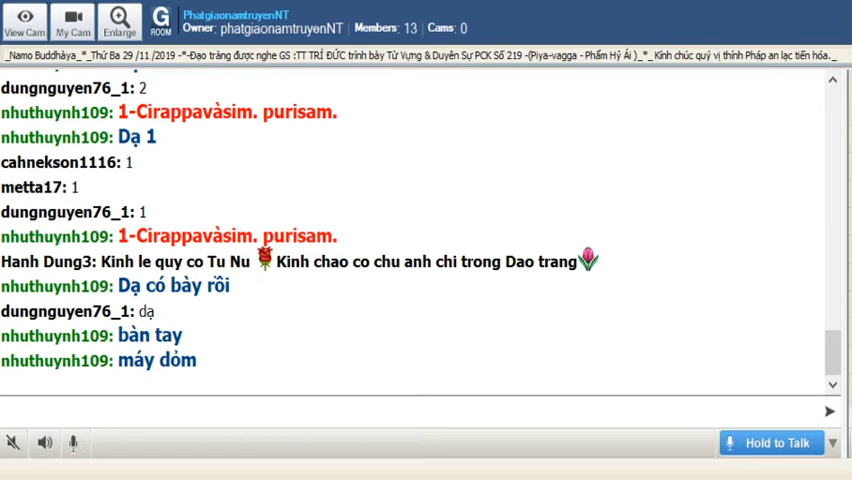 PhatgiaonamtruyenNT
Owner: phatgiaonamtruyenNT Members: 13 Cams: 0
View Cam My Cam Enlarge G ROOM
_Namo Buddhàya_*_Thứ Ba 29 /11 /2019 -*-Đạo tràng được nghe GS :TT TRÍ ĐỨC trình bày Từ Vựng & Duyên Sự PCK Số 219 -(Piya-vagga - Phẩm Hỷ Ái )_*_ Kính chúc quý vị thính Pháp an lạc tiến hóa._
dungnguyen76_1: 2
nhuthuynh109: 1-Cirappavàsim. purisam.
nhuthuynh109: Dạ 1
cahnekson1116: 1
metta17: 1
dungnguyen76_1: 1
nhuthuynh109: 1-Cirappavàsim. purisam.
Hanh Dung3: Kinh le quy co Tu Nu Kinh chao co chu anh chi trong Dao trang
nhuthuynh109: Dạ có bày rồi
dungnguyen76_1: dạ
nhuthuynh109: bàn tay
nhuthuynh109: máy dỏm
Hold to Talk